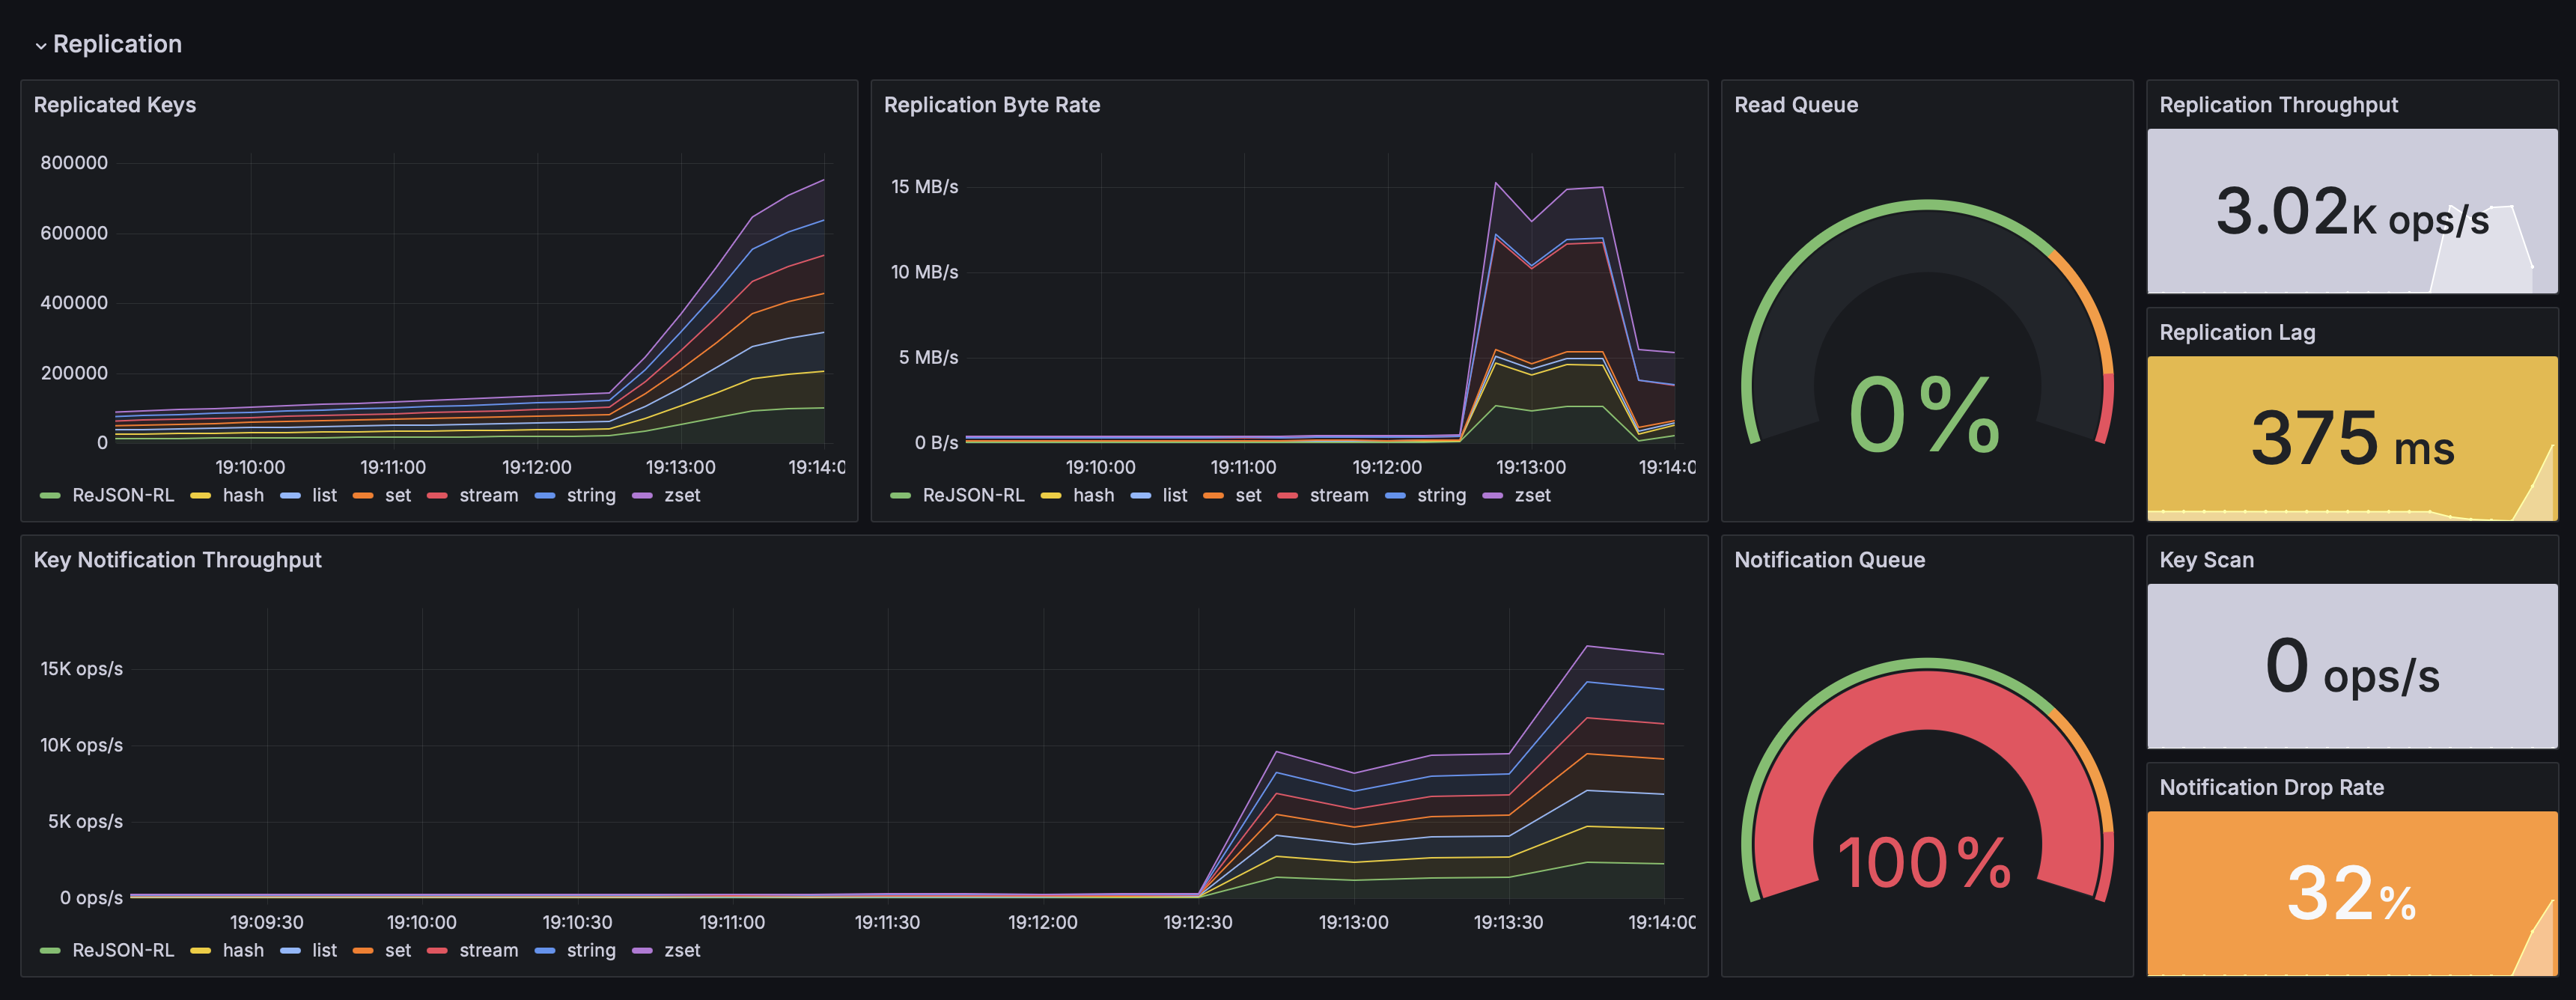 Replication
Replicated Keys
800000
600000
400000
200000
0
19:10:00 19:11:00 19:12:00 19:13:00 19:14:0
ReJSON-RL hash list set stream string zset
Replication Byte Rate
15 MB/s
10 MB/s
5 MB/s
0 B/s
19:10:00 19:11:00 19:12:00 19:13:00 19:14:0
ReJSON-RL hash list set stream string zset
Read Queue
0%
Replication Throughput
3.02K ops/s
Replication Lag
375 ms
Key Notification Throughput
15K ops/s
10K ops/s
5K ops/s
0 ops/s
19:09:30 19:10:00 19:10:30 19:11:00 19:11:30 19:12:00 19:12:30 19:13:00 19:13:30 19:14:00
ReJSON-RL hash list set stream string zset
Notification Queue
100%
Key Scan
0 ops/s
Notification Drop Rate
32%